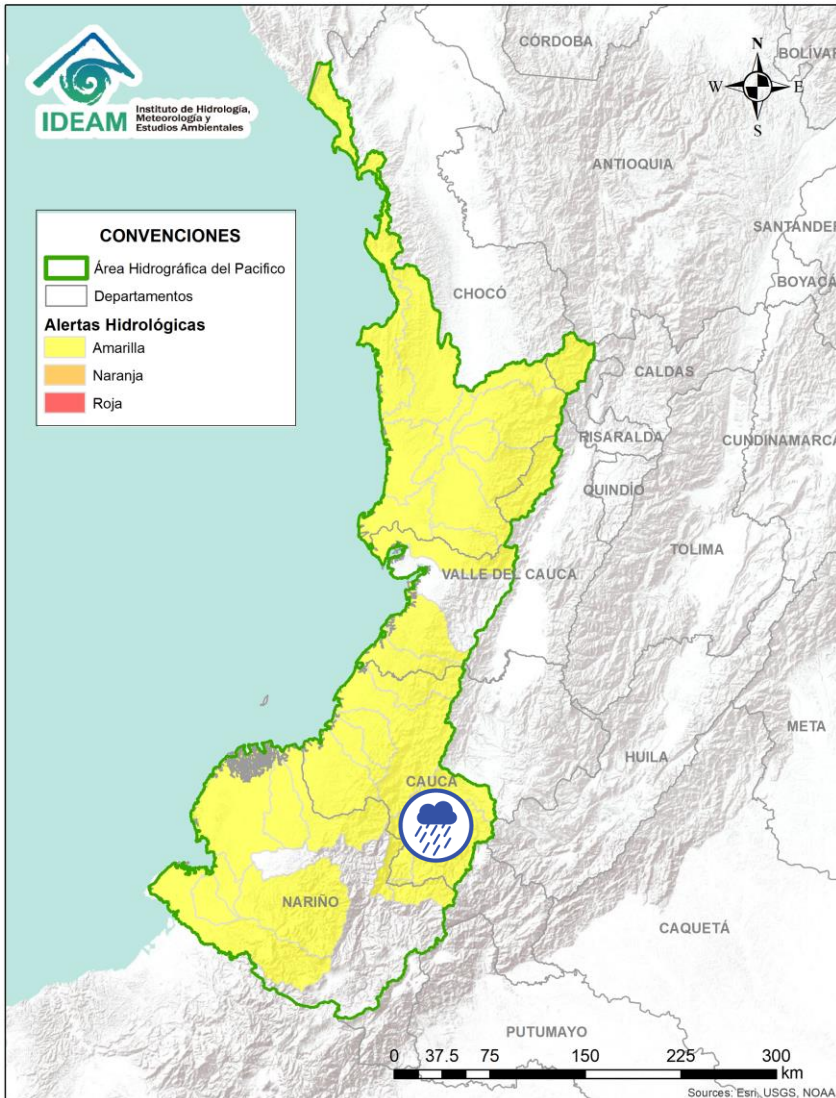 CÓRDOBA
BOLÍVAR
N
W
E
S
IDEAM
Instituto de Hidrología,
Meteorología y
Estudios Ambientales
ANTIOQUIA
SANTANDER
CONVENCIONES
Área Hidrográfica del Pacifico
Departamentos
Alertas Hidrológicas
Amarilla
Naranja
Roja
BOYACÁ
CHOCÓ
CALDAS
RISARALDA
CUNDINAMARCA
QUINDÍO
TOLIMA
VALLE DEL CAUCA
META
HUILA
CAUCA
NARIÑO
CAQUETÁ
PUTUMAYO
0 37.5 75 150 225 300
km
Sources: Esri, USGS, NOAA